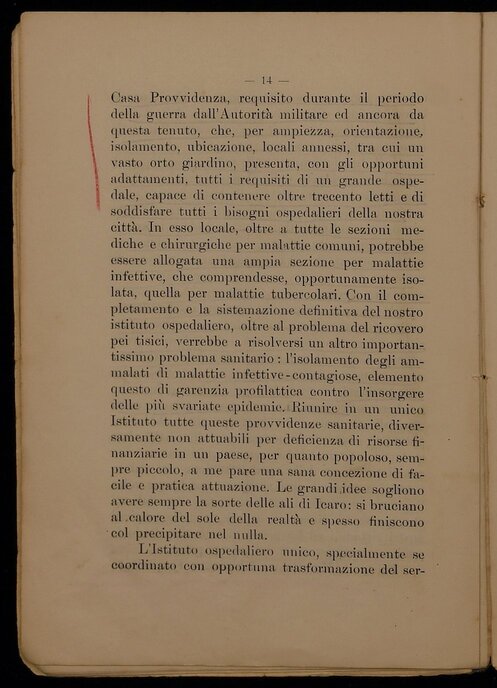 — 14 —
Casa Provvidenza, requisito durante il periodo
della guerra dall'Autorità militare ed ancora da
questa tenuto, che, per ampiezza, orientazione,
isolamento, ubicazione, locali annessi, tra cui un
vasto orto giardino, presenta, con gli opportuni
adattamenti, tutti i requisiti di un grande ospe-
dale, capace di contenere oltre trecento letti e di
soddisfare tutti i bisogni ospedalieri della nostra
città. In esso locale, oltre a tutte le sezioni me-
diche e chirurgiche per malattie comuni, potrebbe
essere allogata una ampia sezione per malattie
infettive, che comprendesse, opportunamente iso-
lata, quella per malattie tubercolari. Con il com-
pletamento e la sistemazione definitiva del nostro
istituto ospedaliero, oltre al problema del ricovero
pei tisici, verrebbe a risolversi un altro importan-
tissimo problema sanitario : l'isolamento degli am-
malati di malattie infettive-contagiose, elemento
questo di garenzia profilattica contro l'insorgere
delle più svariate epidemie. Riunire in un unico
Istituto tutte queste provvidenze sanitarie, diver-
samente non attuabili per deficienza di risorse fi-
nanziarie in un paese, per quanto popoloso, sem-
pre piccolo, a me pare una sana concezione di fa-
cile e pratica attuazione. Le grandi idee sogliono
avere sempre la sorte delle ali di Icaro: si bruciano
al calore del sole della realtà e spesso finiscono
col precipitare nel nulla.
L'Istituto ospedaliero unico, specialmente se
coordinato con opportuna trasformazione del ser-